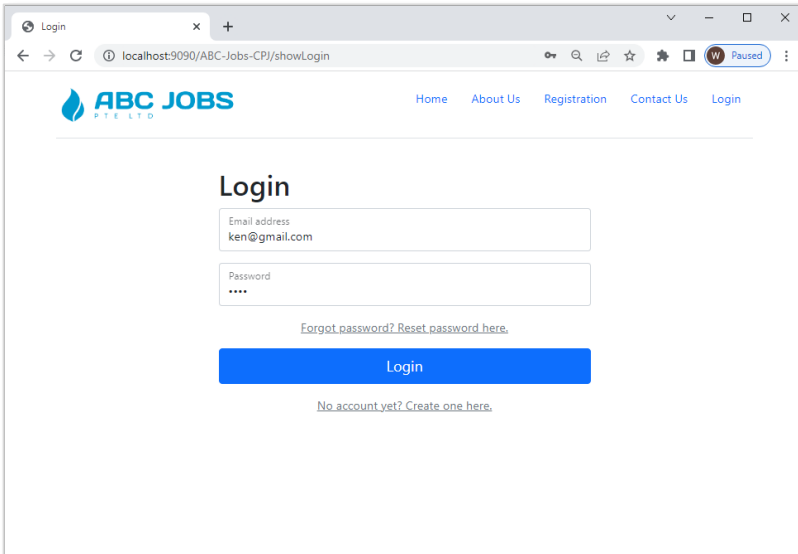 Login
localhost:9090/ABC-Jobs-CPJ/showLogin
W Paused
ABC JOBS
PTE LTD
Home About Us Registration Contact Us Login
Login
Email address
ken@gmail.com
Password
••••
Forgot password? Reset password here.
Login
No account yet? Create one here.